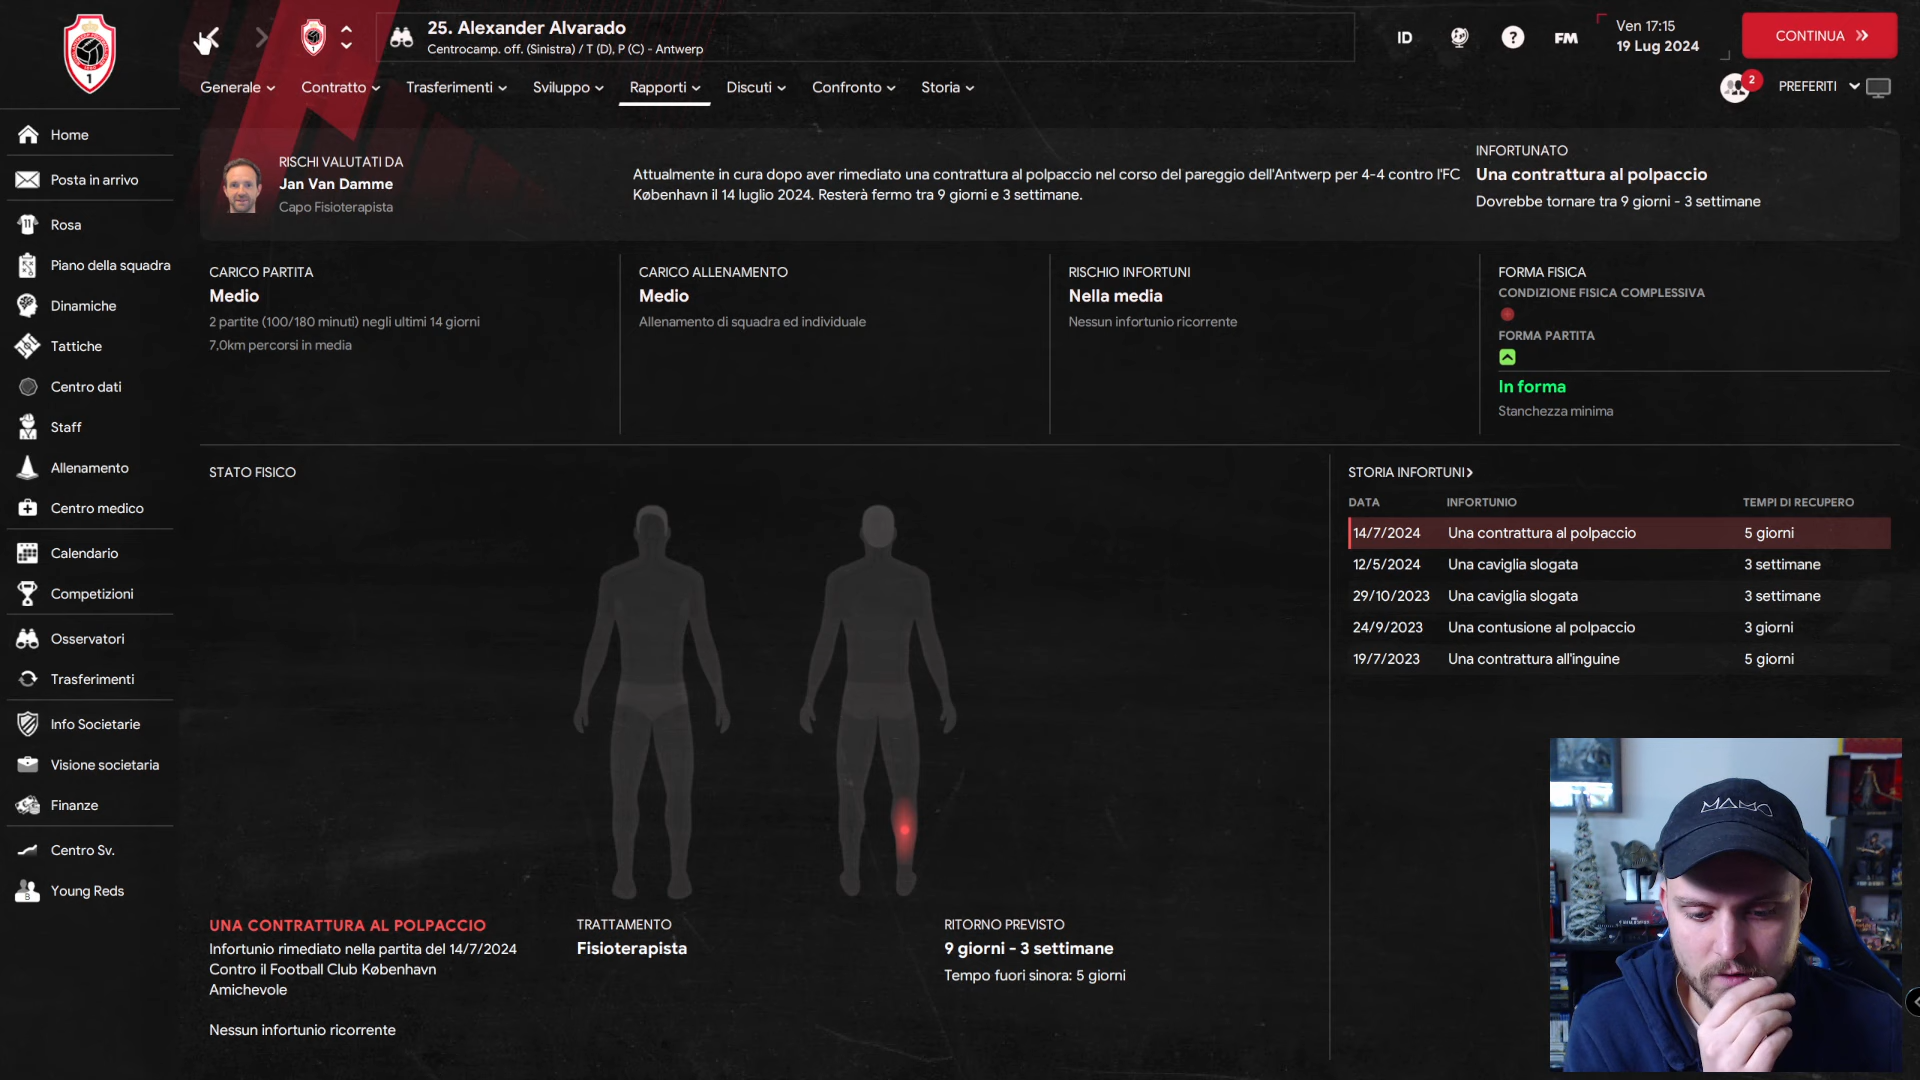 25. Alexander Alvarado
Centrocamp. off. (Sinistra) / T (D), P (C) - Antwerp
ID
?
FM
Ven 17:15
19 Lug 2024
CONTINUA
Generale
Contratto
Trasferimenti
Sviluppo
Rapporti
Discuti
Confronto
Storia
2
PREFERITI
1
Home
Posta in arrivo
Rosa
Piano della squadra
Dinamiche
Tattiche
Centro dati
Staff
Allenamento
Centro medico
Calendario
Competizioni
Osservatori
Trasferimenti
Info Societarie
Visione societaria
Finanze
Centro Sv.
Young Reds
RISCHI VALUTATI DA
Jan Van Damme
Capo Fisioterapista
Attualmente in cura dopo aver rimediato una contrattura al polpaccio nel corso del pareggio dell'Antwerp per 4-4 contro l'FC
København il 14 luglio 2024. Resterà fermo tra 9 giorni e 3 settimane.
INFORTUNATO
Una contrattura al polpaccio
Dovrebbe tornare tra 9 giorni - 3 settimane
CARICO PARTITA
Medio
2 partite (100/180 minuti) negli ultimi 14 giorni
7,0km percorsi in media
CARICO ALLENAMENTO
Medio
Allenamento di squadra ed individuale
RISCHIO INFORTUNI
Nella media
Nessun infortunio ricorrente
FORMA FISICA
CONDIZIONE FISICA COMPLESSIVA
FORMA PARTITA
In forma
Stanchezza minima
STATO FISICO
STORIA INFORTUNI
DATA INFORTUNIO TEMPI DI RECUPERO
14/7/2024 Una contrattura al polpaccio 5 giorni
12/5/2024 Una caviglia slogata 3 settimane
29/10/2023 Una caviglia slogata 3 settimane
24/9/2023 Una contusione al polpaccio 3 giorni
19/7/2023 Una contrattura all'inguine 5 giorni
UNA CONTRATTURA AL POLPACCIO
Infortunio rimediato nella partita del 14/7/2024
Contro il Football Club København
Amichevole
Nessun infortunio ricorrente
TRATTAMENTO
Fisioterapista
RITORNO PREVISTO
9 giorni - 3 settimane
Tempo fuori sinora: 5 giorni
MAMO